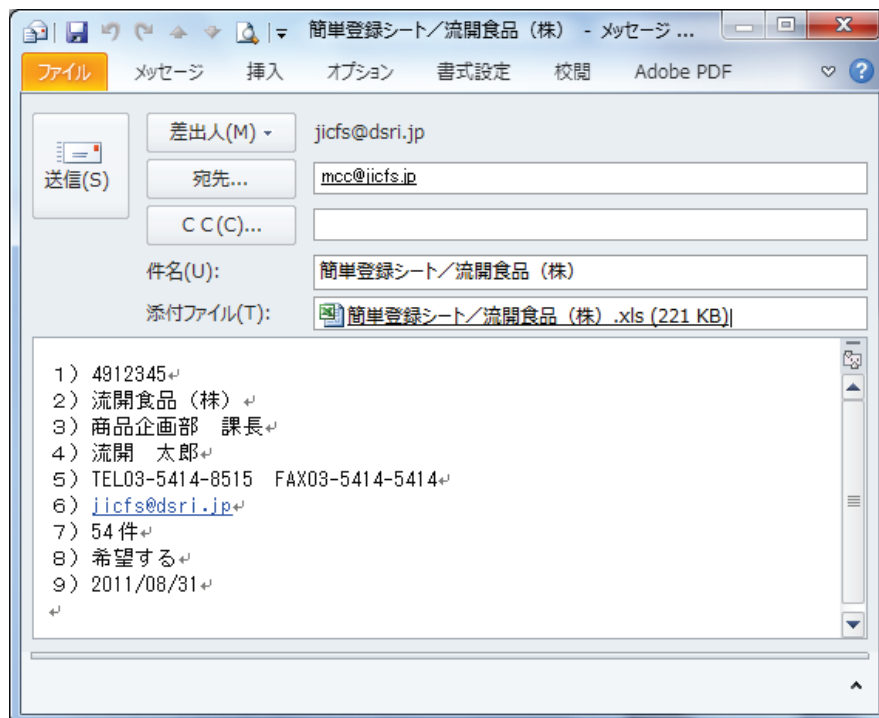 簡単登録シート／流開食品（株） - メッセージ ...
ファイル メッセージ 挿入 オプション 書式設定 校閲 Adobe PDF
差出人(M) jicfs@dsri.jp
送信(S)
宛先... mcc@jicfs.jp
ＣＣ(C)...
件名(U): 簡単登録シート／流開食品（株）
添付ファイル(T): 簡単登録シート／流開食品（株）.xls (221 KB)
１）4912345
２）流開食品（株）
３）商品企画部　課長
４）流開　太郎
５）TEL03-5414-8515　FAX03-5414-5414
６）jicfs@dsri.jp
７）54件
８）希望する
９）2011/08/31